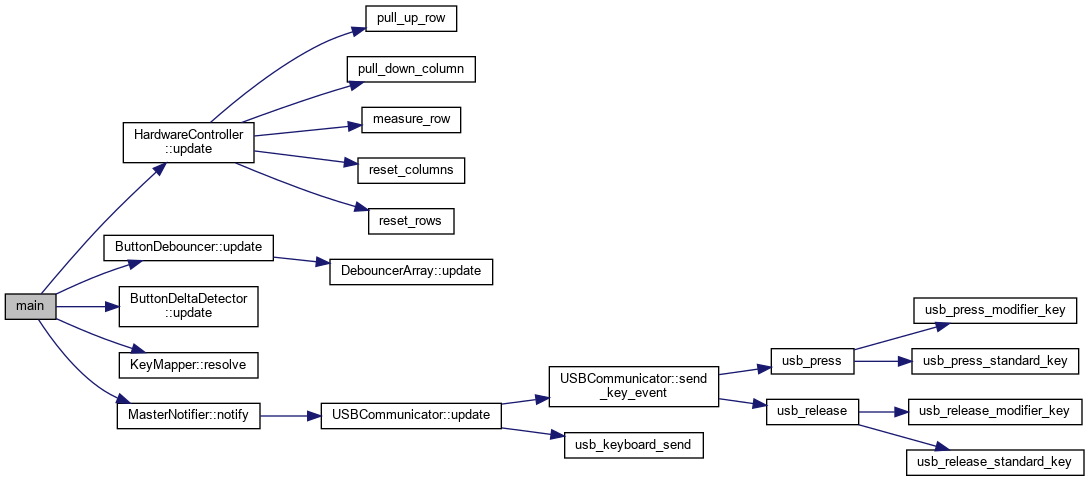 main
HardwareController
::update
pull_up_row
pull_down_column
measure_row
reset_columns
reset_rows
ButtonDebouncer::update
DebouncerArray::update
ButtonDeltaDetector
::update
KeyMapper::resolve
MasterNotifier::notify
USBCommunicator::update
USBCommunicator::send
_key_event
usb_keyboard_send
usb_press
usb_release
usb_press_modifier_key
usb_press_standard_key
usb_release_modifier_key
usb_release_standard_key